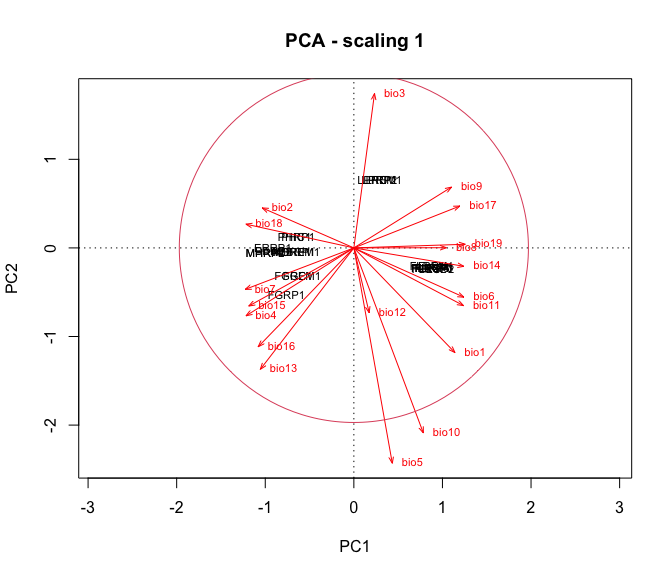 PCA - scaling 1
bio3
bio9
bio17
bio2
bio18
bio19
bio8
bio14
bio7
bio6
bio15
bio11
bio4
bio12
FGRP1
bio16
bio1
bio13
bio10
bio5
PC2
1
0
-1
-2
-3
-2
-1
0
1
2
3
PC1